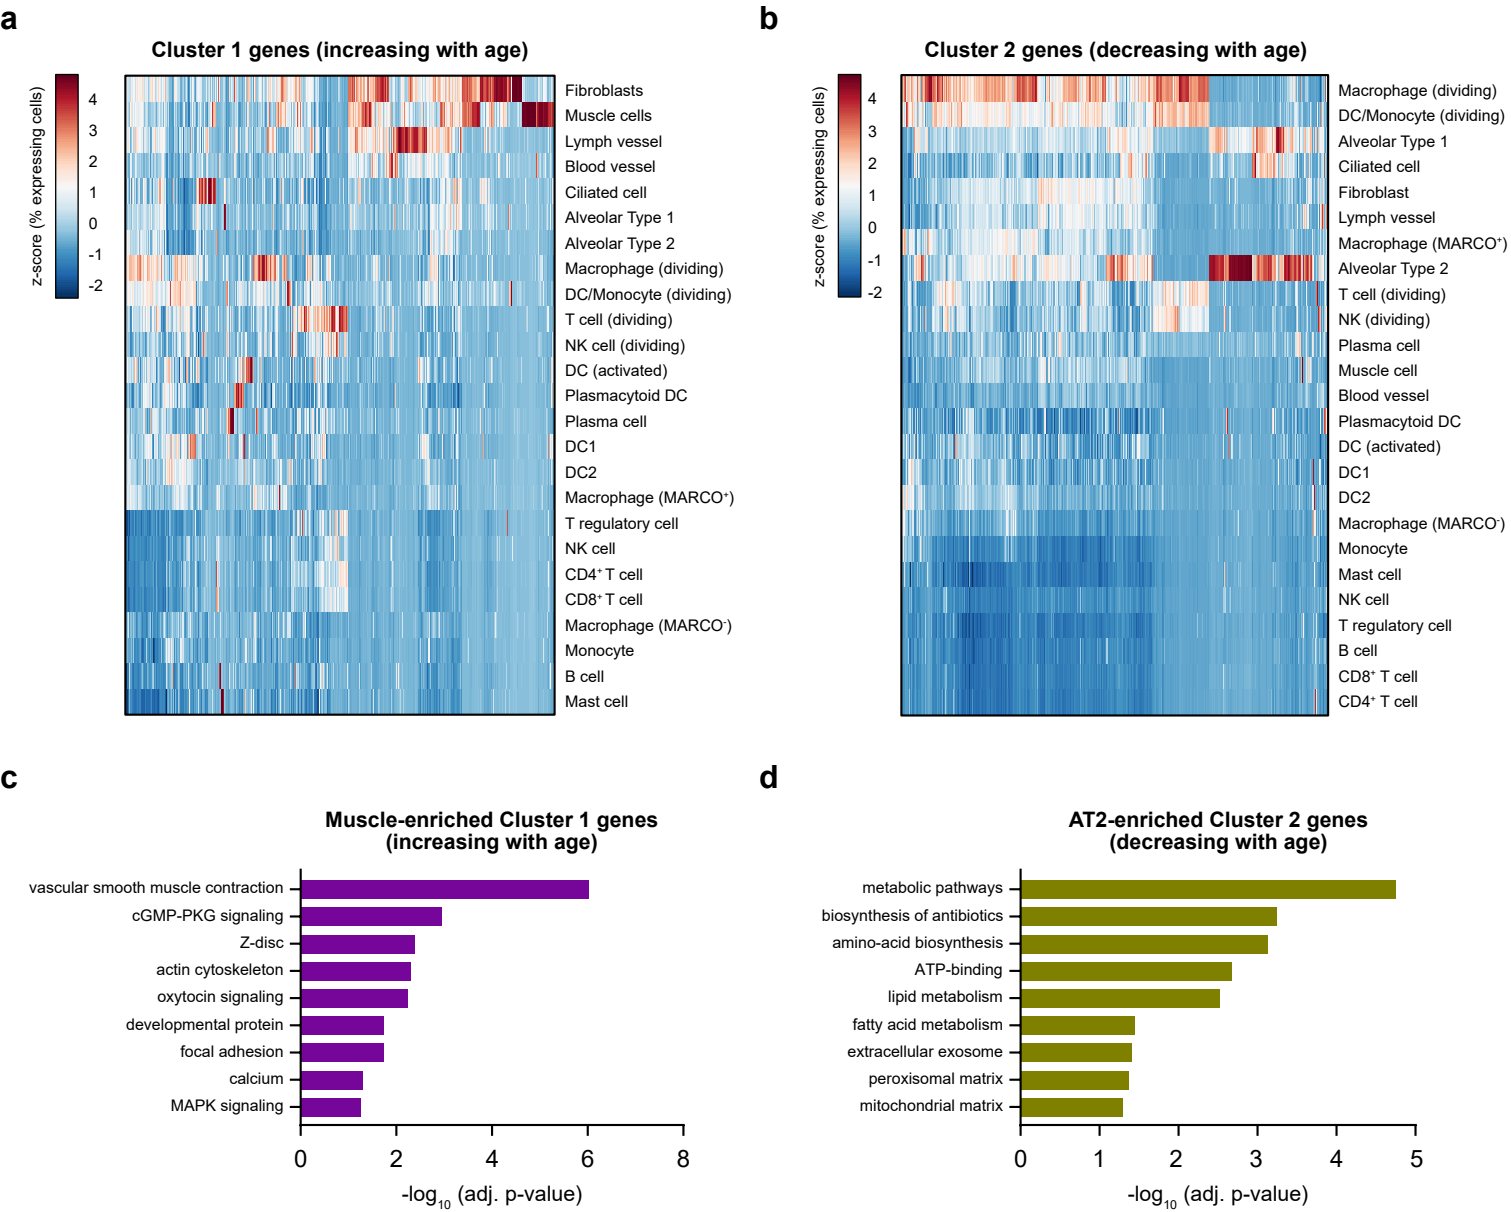 a
Cluster 1 genes (increasing with age)
z-score (% expressing cells)
4
3
2
1
0
-1
-2
Fibroblasts
Muscle cells
Lymph vessel
Blood vessel
Ciliated cell
Alveolar Type 1
Alveolar Type 2
Macrophage (dividing)
DC/Monocyte (dividing)
T cell (dividing)
NK cell (dividing)
DC (activated)
Plasmacytoid DC
Plasma cell
DC1
DC2
Macrophage (MARCO⁺)
T regulatory cell
NK cell
CD4⁺ T cell
CD8⁺ T cell
Macrophage (MARCO⁻)
Monocyte
B cell
Mast cell
b
Cluster 2 genes (decreasing with age)
z-score (% expressing cells)
4
3
2
1
0
-1
-2
Macrophage (dividing)
DC/Monocyte (dividing)
Alveolar Type 1
Ciliated cell
Fibroblast
Lymph vessel
Macrophage (MARCO⁺)
Alveolar Type 2
T cell (dividing)
NK (dividing)
Plasma cell
Muscle cell
Blood vessel
Plasmacytoid DC
DC (activated)
DC1
DC2
Macrophage (MARCO⁻)
Monocyte
Mast cell
NK cell
T regulatory cell
B cell
CD8⁺ T cell
CD4⁺ T cell
c
Muscle-enriched Cluster 1 genes
(increasing with age)
vascular smooth muscle contraction
cGMP-PKG signaling
Z-disc
actin cytoskeleton
oxytocin signaling
developmental protein
focal adhesion
calcium
MAPK signaling
0 2 4 6 8
-log₁₀ (adj. p-value)
d
AT2-enriched Cluster 2 genes
(decreasing with age)
metabolic pathways
biosynthesis of antibiotics
amino-acid biosynthesis
ATP-binding
lipid metabolism
fatty acid metabolism
extracellular exosome
peroxisomal matrix
mitochondrial matrix
0 1 2 3 4 5
-log₁₀ (adj. p-value)